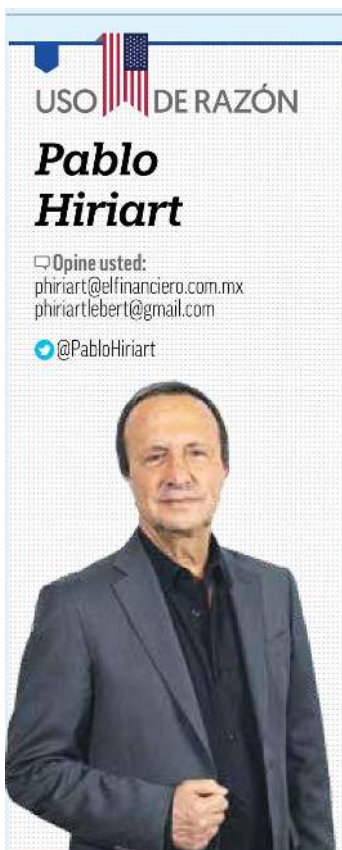 USO DE RAZÓN
Pablo
Hiriart
Opine usted:
phiriart@elfinanciero.com.mx
phiriartlebert@gmail.com
@PabloHiriart